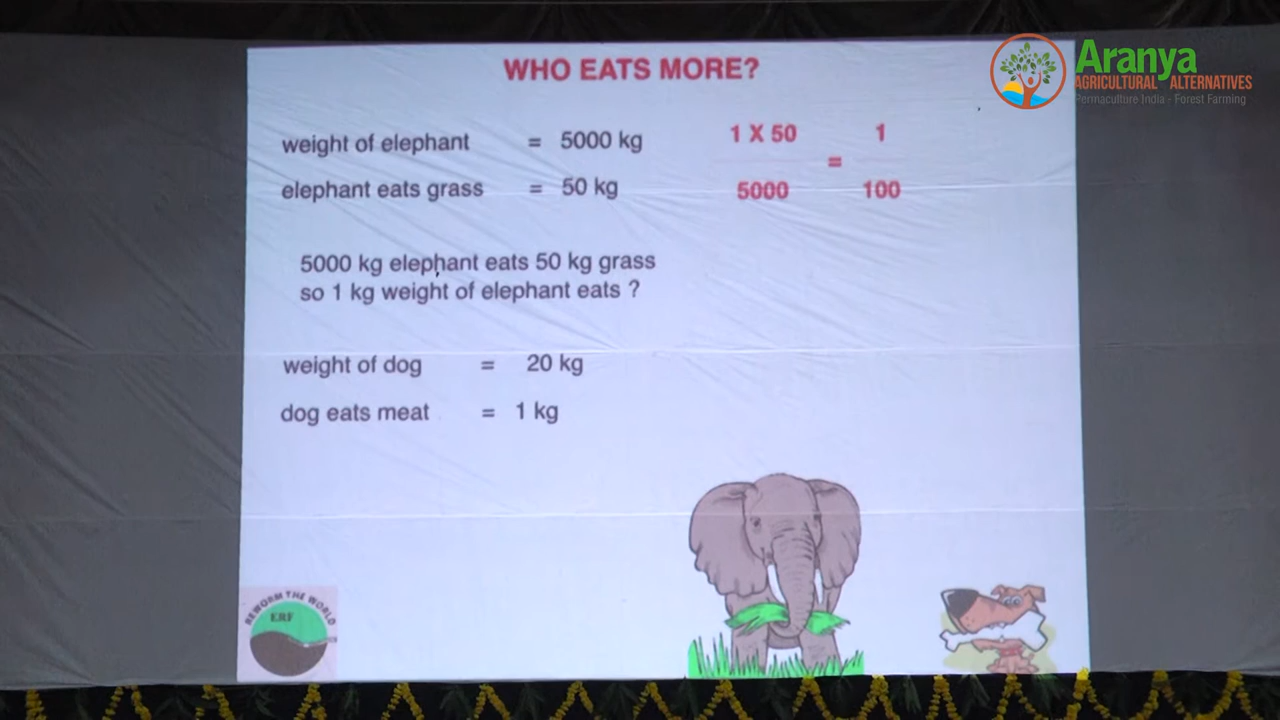 WHO EATS MORE?
Aranya
AGRICULTURAL ALTERNATIVES
Permaculture India - Forest Farming
weight of elephant = 5000 kg
1 X 50 = 1
5000 100
elephant eats grass = 50 kg
5000 kg elephant eats 50 kg grass
so 1 kg weight of elephant eats ?
weight of dog = 20 kg
dog eats meat = 1 kg
REWORM THE WORLD
ERF